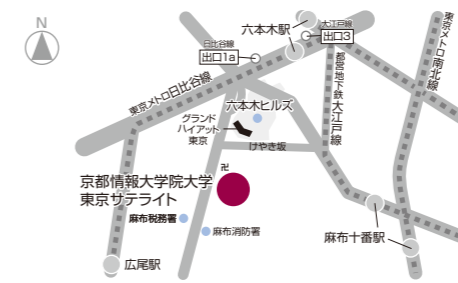 N
六本木駅
大江戸線
出口3
日比谷線
出口1a
東京メトロ日比谷線
東京メトロ南北線
都営地下鉄大江戸線
六本木ヒルズ
グランド
ハイアット
東京
けやき坂
卍
京都情報大学院大学
東京サテライト
麻布税務署
麻布消防署
麻布十番駅
広尾駅